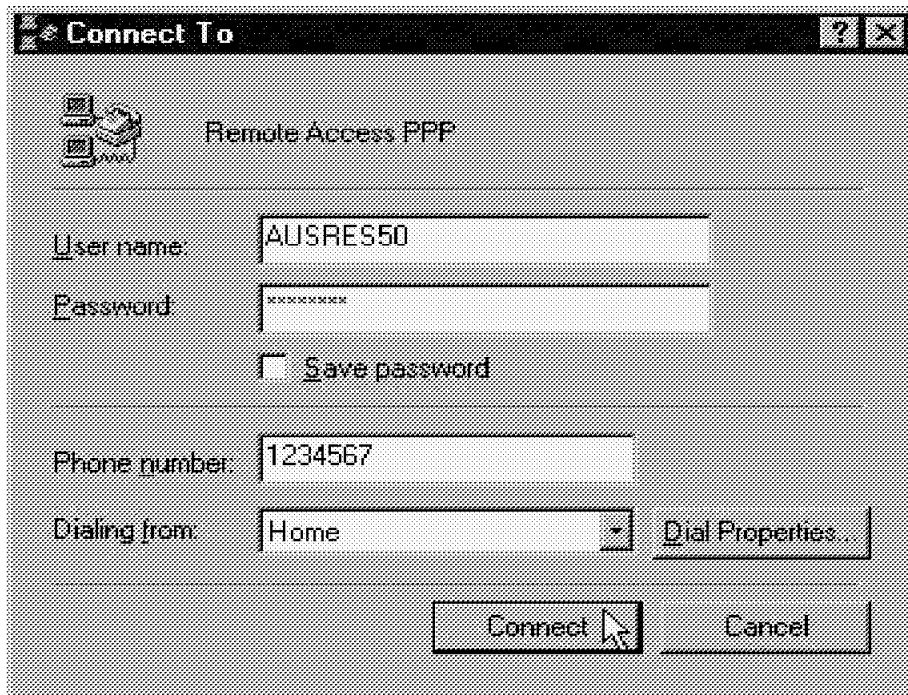 Connect To
Remote Access PPP
User name: AUSRES50
Password: ********
Save password
Phone number: 1234567
Dialing from: Home Dial Properties...
Connect Cancel